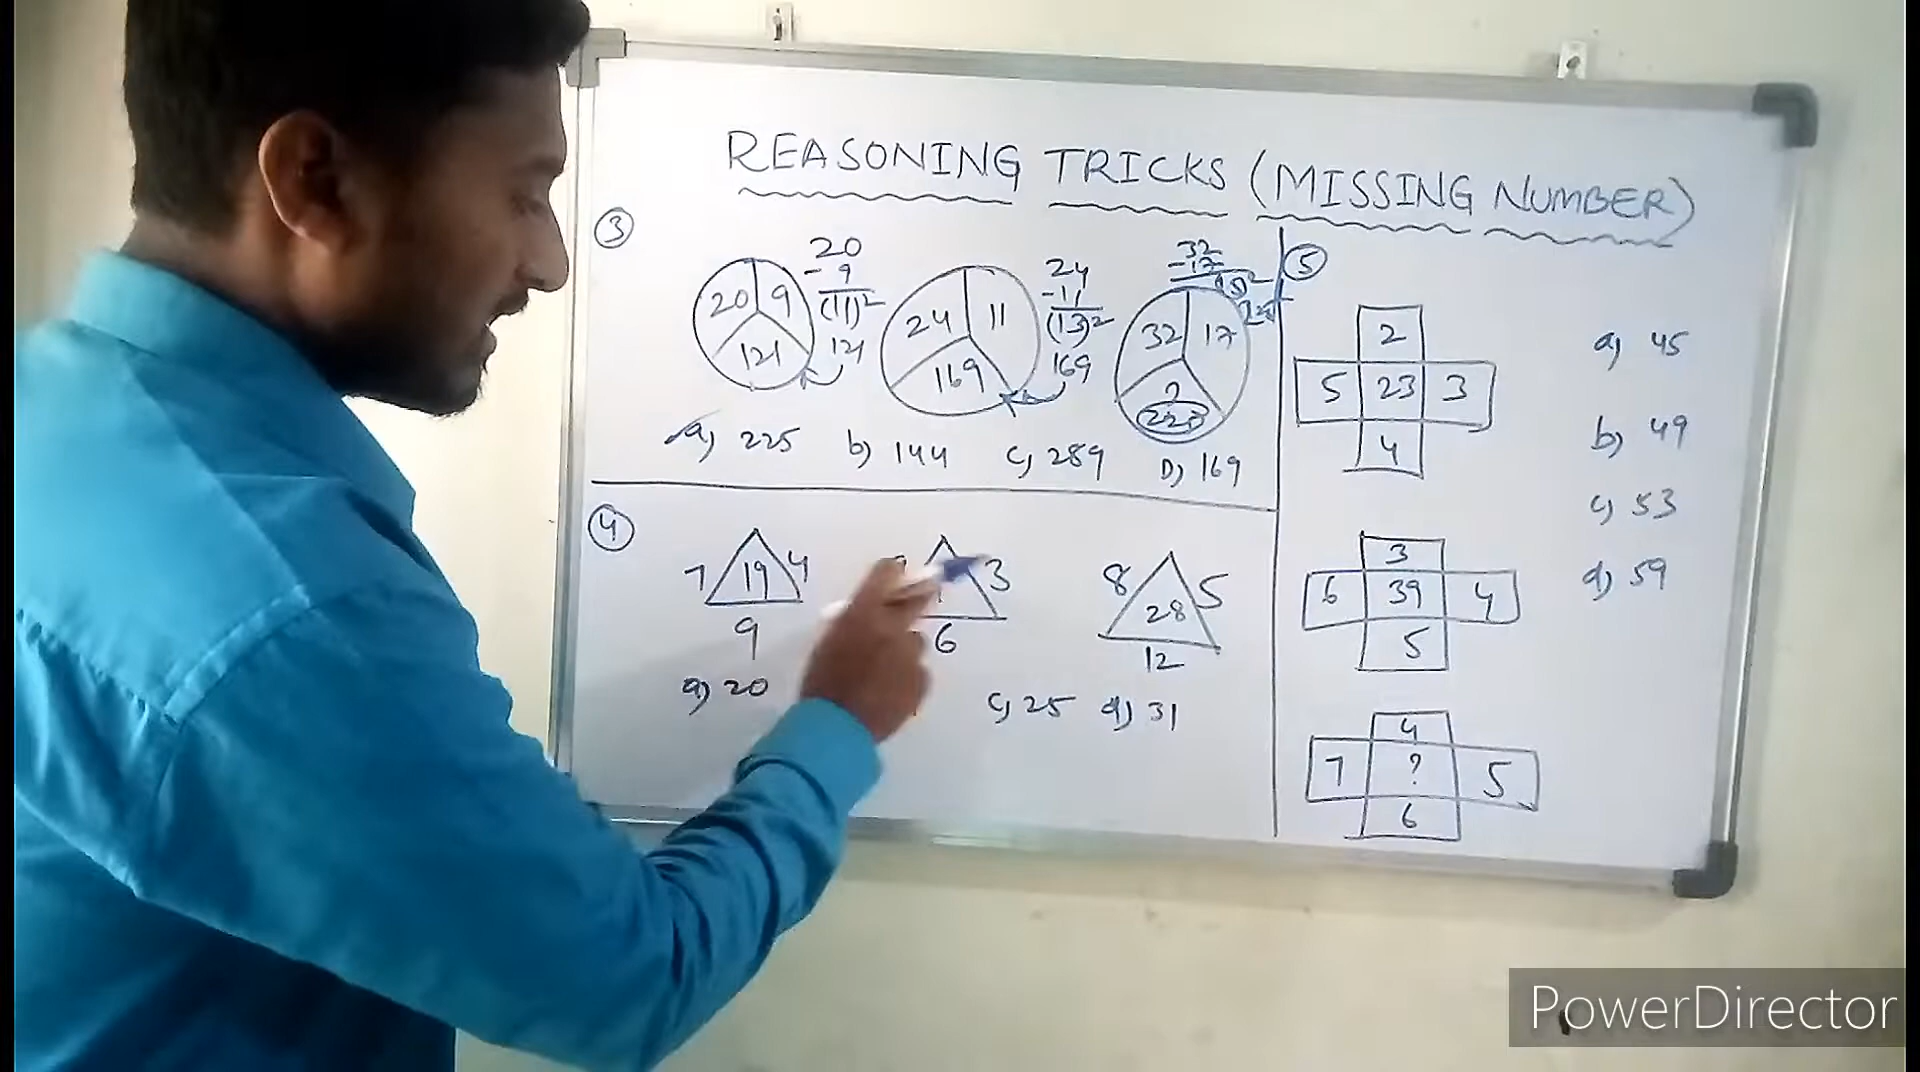 REASONING TRICKS (MISSING NUMBER)
3
20
- 9
(11)²
121
20 9
121
24
- 11
(13)²
169
24 11
169
32
- 17
32 17
?
a) 225 b) 144 c) 289 D) 169
4
7 19 4
9
3
6
8 28 5
12
a) 20 c) 25 d) 31
5
2
5 23 3
4
3
6 39 4
5
4
7 ? 5
6
a) 45
b) 49
c) 53
d) 59
PowerDirector